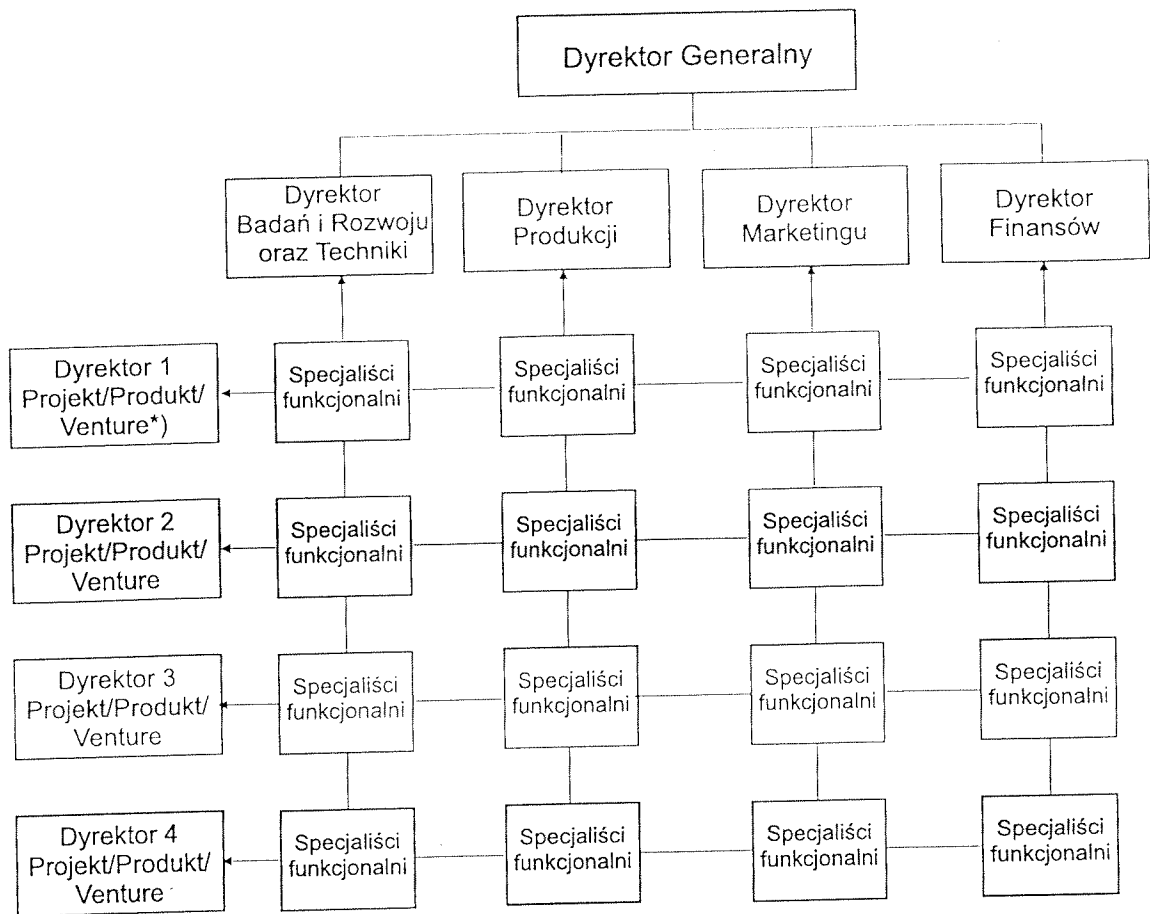 Dyrektor Generalny
Dyrektor
Badań i Rozwoju
oraz Techniki
Dyrektor
Produkcji
Dyrektor
Marketingu
Dyrektor
Finansów
Dyrektor 1
Projekt/Produkt/
Venture*)
Specjaliści
funkcjonalni
Specjaliści
funkcjonalni
Specjaliści
funkcjonalni
Specjaliści
funkcjonalni
Dyrektor 2
Projekt/Produkt/
Venture
Specjaliści
funkcjonalni
Specjaliści
funkcjonalni
Specjaliści
funkcjonalni
Specjaliści
funkcjonalni
Dyrektor 3
Projekt/Produkt/
Venture
Specjaliści
funkcjonalni
Specjaliści
funkcjonalni
Specjaliści
funkcjonalni
Specjaliści
funkcjonalni
Dyrektor 4
Projekt/Produkt/
Venture
Specjaliści
funkcjonalni
Specjaliści
funkcjonalni
Specjaliści
funkcjonalni
Specjaliści
funkcjonalni